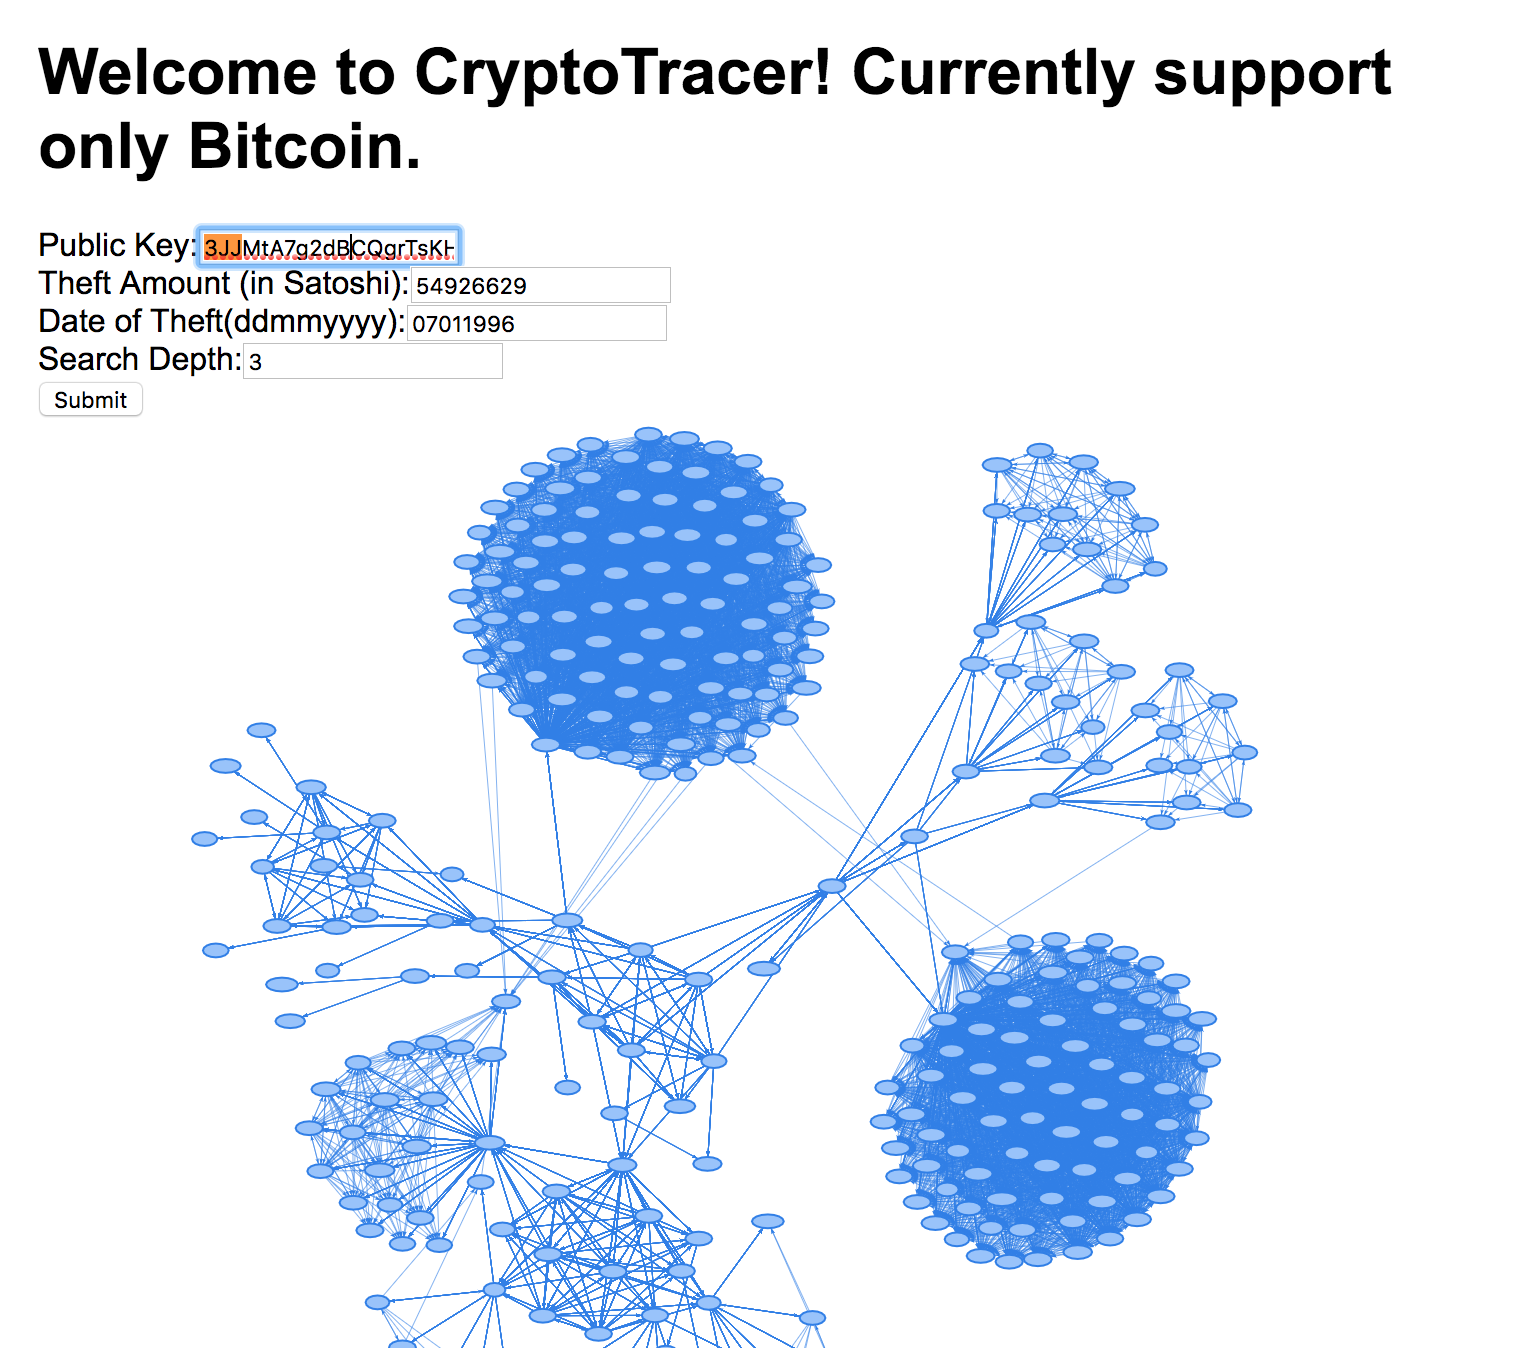 Welcome to CryptoTracer! Currently support
only Bitcoin.
Public Key: 3JJMtA7g2dBCQgrTsK
Theft Amount (in Satoshi): 54926629
Date of Theft(ddmmyyyy): 07011996
Search Depth: 3
Submit